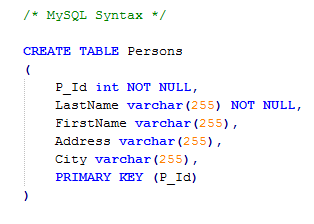 /* MySQL Syntax */
CREATE TABLE Persons
(
P_Id int NOT NULL,
LastName varchar(255) NOT NULL,
FirstName varchar(255),
Address varchar(255),
City varchar(255),
PRIMARY KEY (P_Id)
)